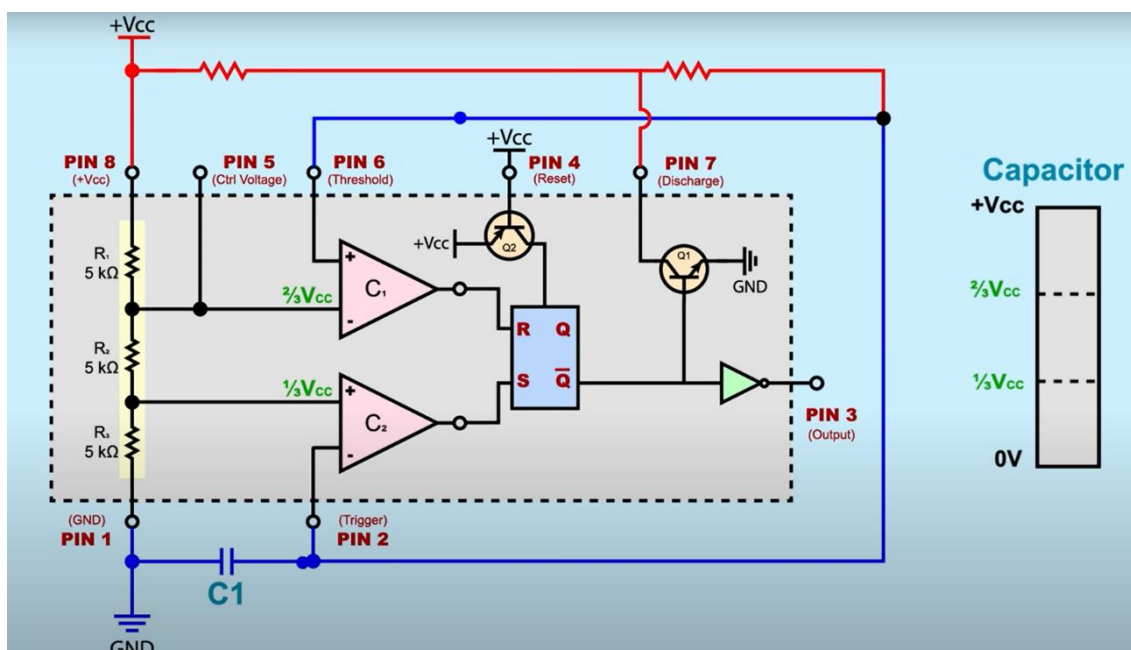 +Vcc
+Vcc
PIN 8
(+Vcc)
PIN 5
(Ctrl Voltage)
PIN 6
(Threshold)
PIN 4
(Reset)
PIN 7
(Discharge)
Capacitor
+Vcc
⅔Vcc
⅓Vcc
0V
R₁
5 kΩ
R₂
5 kΩ
R₃
5 kΩ
⅔Vcc
+
-
C₁
⅓Vcc
+
-
C₂
+Vcc
Q2
Q1
GND
R Q
S Q̅
PIN 3
(Output)
(GND)
PIN 1
(Trigger)
PIN 2
C1
GND